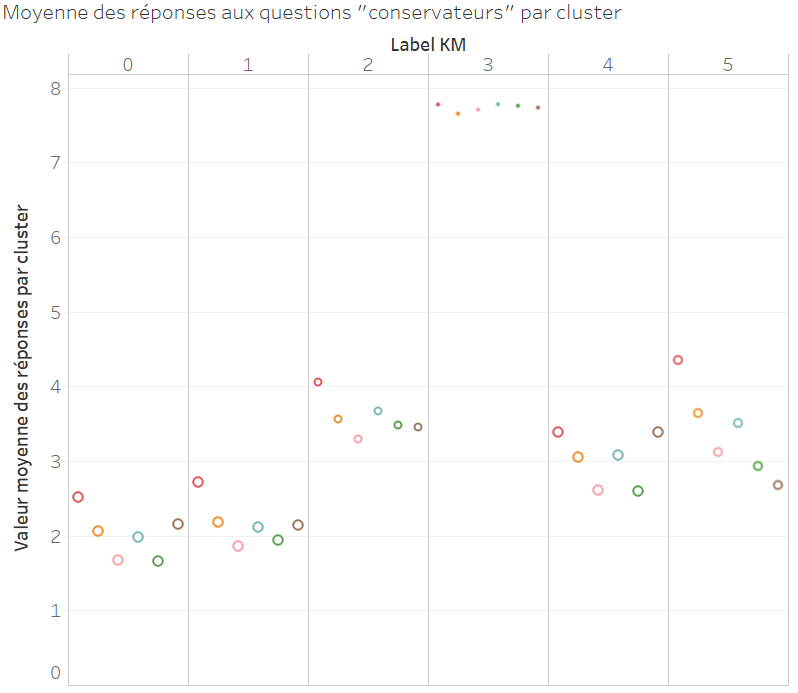 Moyenne des réponses aux questions "conservateurs" par cluster
Label KM
0 1 2 3 4 5
Valeur moyenne des réponses par cluster
8
7
6
5
4
3
2
1
0